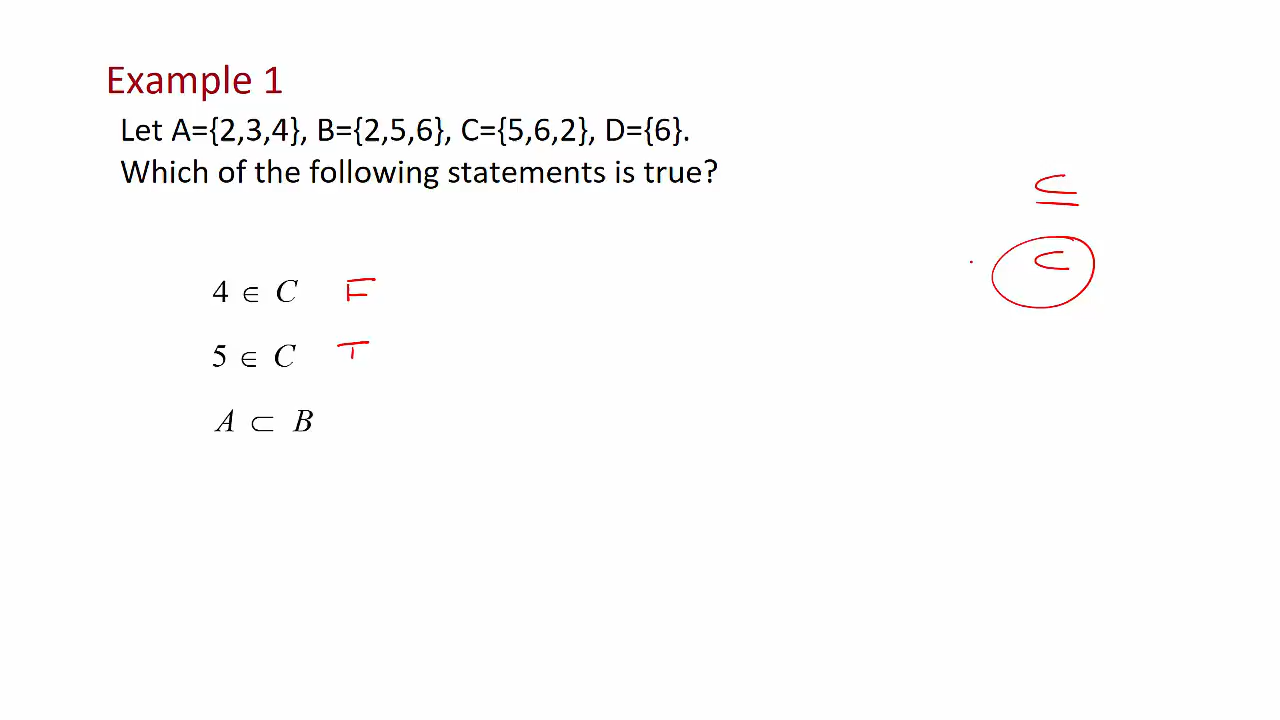 Example 1
Let A={2,3,4}, B={2,5,6}, C={5,6,2}, D={6}.
Which of the following statements is true?
⊆
⊂
4 ∈ C F
5 ∈ C T
A ⊂ B